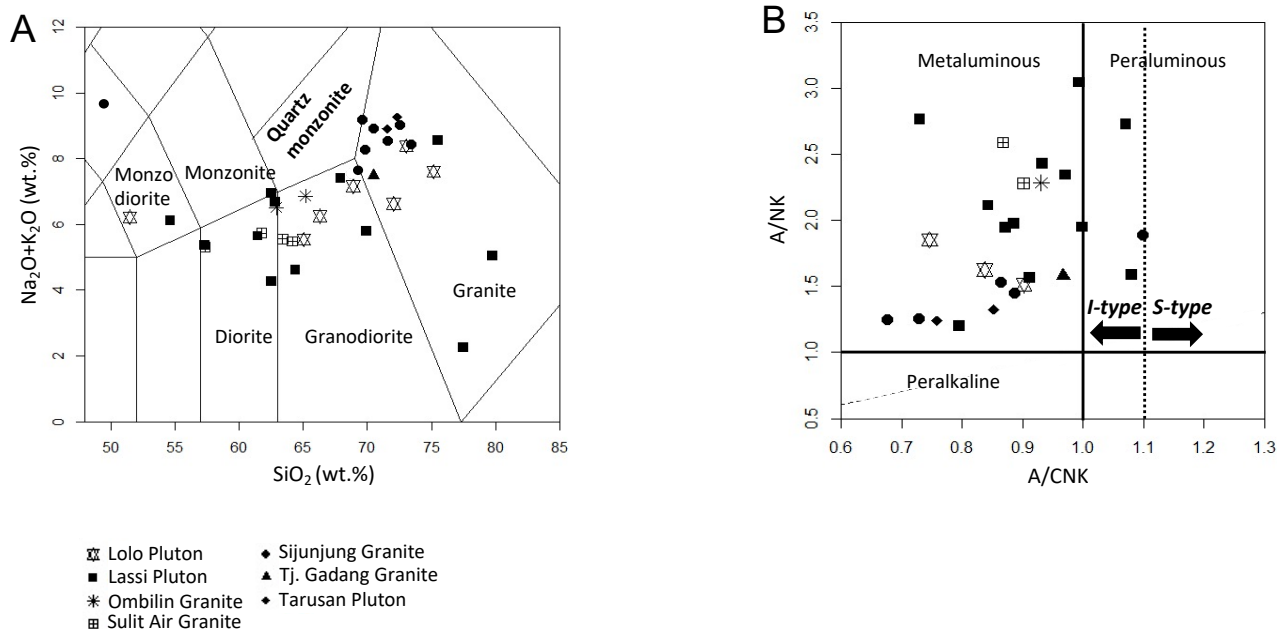 A
12
10
8
6
4
2
0
Na₂O+K₂O (wt.%)
Monzo
diorite
Monzonite
Quartz
monzonite
Diorite
Granodiorite
Granite
50 55 60 65 70 75 80 85
SiO₂ (wt.%)
B
3.5
3.0
2.5
2.0
1.5
1.0
0.5
A/NK
Metaluminous
Peraluminous
I-type
S-type
Peralkaline
0.6 0.7 0.8 0.9 1.0 1.1 1.2 1.3
A/CNK
Lolo Pluton
Lassi Pluton
Ombilin Granite
Sulit Air Granite
Sijunjung Granite
Tj. Gadang Granite
Tarusan Pluton